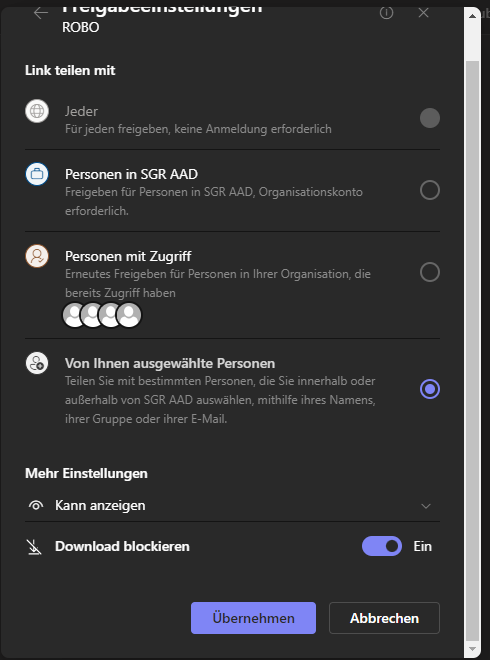 Freigabeeinstellungen
ROBO
Link teilen mit
Jeder
Für jeden freigeben, keine Anmeldung erforderlich
Personen in SGR AAD
Freigeben für Personen in SGR AAD, Organisationskonto
erforderlich.
Personen mit Zugriff
Erneutes Freigeben für Personen in Ihrer Organisation, die
bereits Zugriff haben
Von Ihnen ausgewählte Personen
Teilen Sie mit bestimmten Personen, die Sie innerhalb oder
außerhalb von SGR AAD auswählen, mithilfe ihres Namens,
ihrer Gruppe oder ihrer E-Mail.
Mehr Einstellungen
Kann anzeigen
Download blockieren Ein
Übernehmen Abbrechen